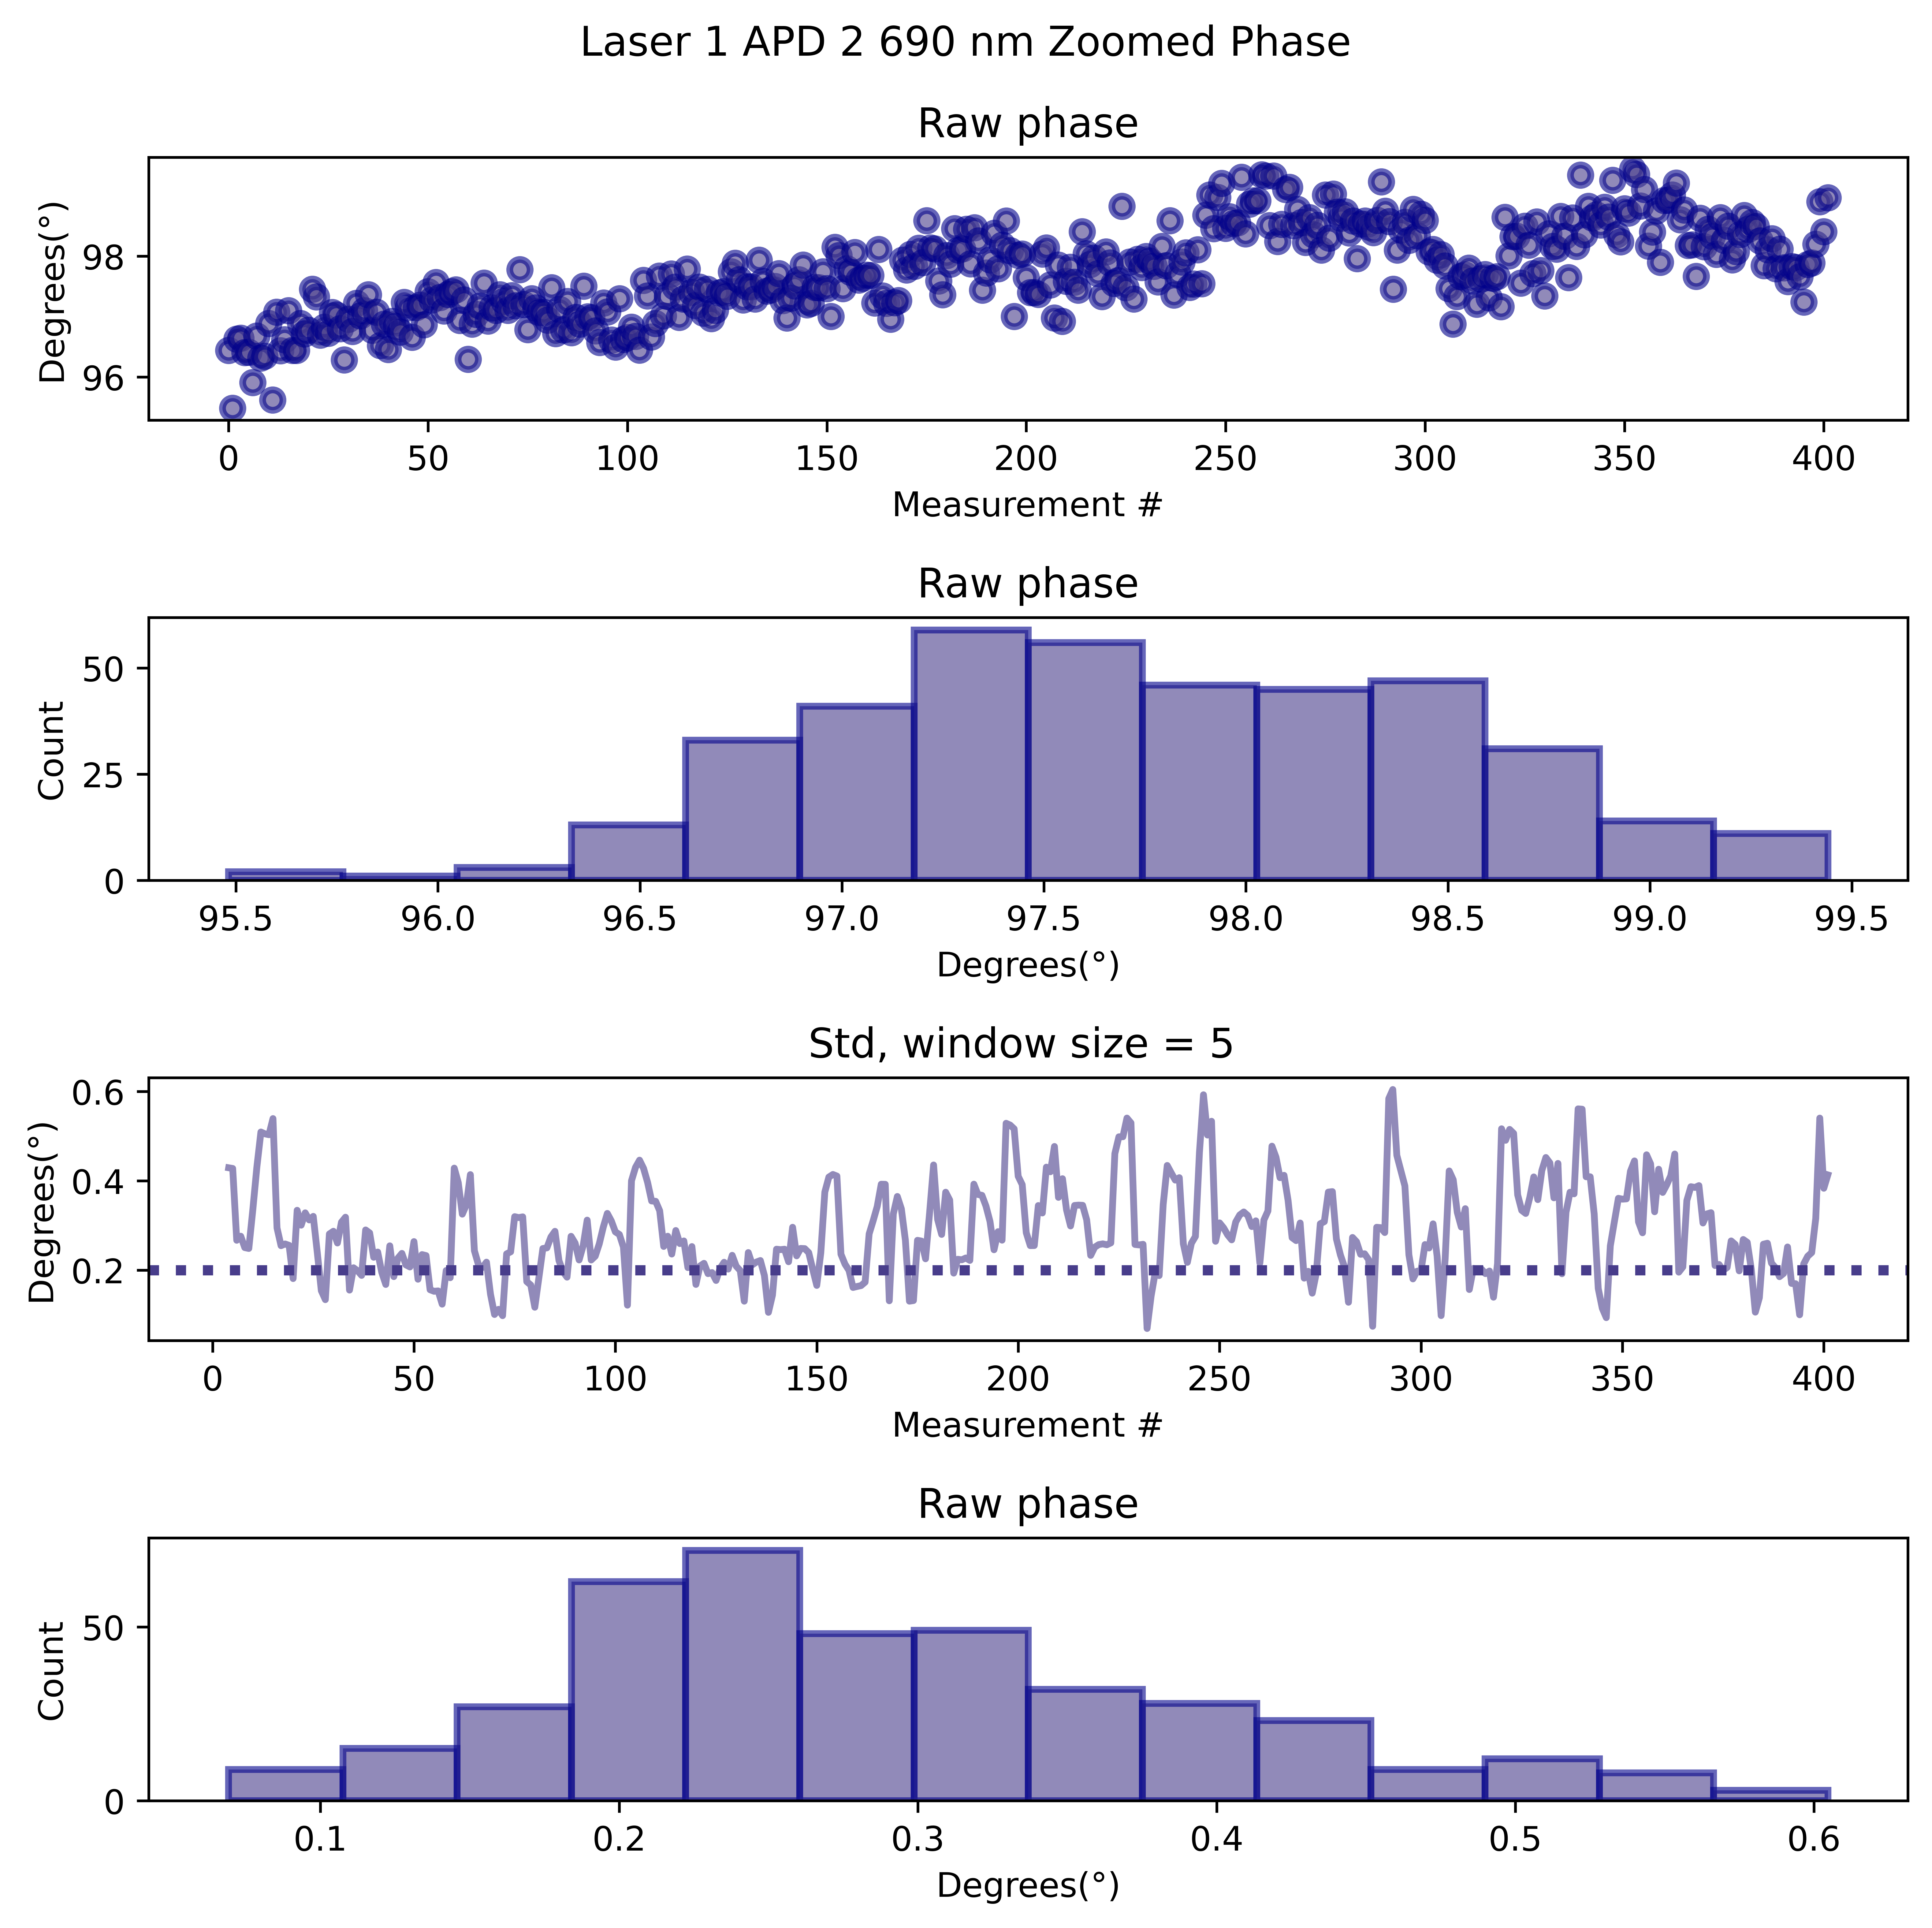 Laser 1 APD 2 690 nm Zoomed Phase
Raw phase
Degrees(°)
98
96
0 50 100 150 200 250 300 350 400
Measurement #
Raw phase
Count
50
25
0
95.5 96.0 96.5 97.0 97.5 98.0 98.5 99.0 99.5
Degrees(°)
Std, window size = 5
Degrees(°)
0.6
0.4
0.2
0 50 100 150 200 250 300 350 400
Measurement #
Raw phase
Count
50
0
0.1 0.2 0.3 0.4 0.5 0.6
Degrees(°)